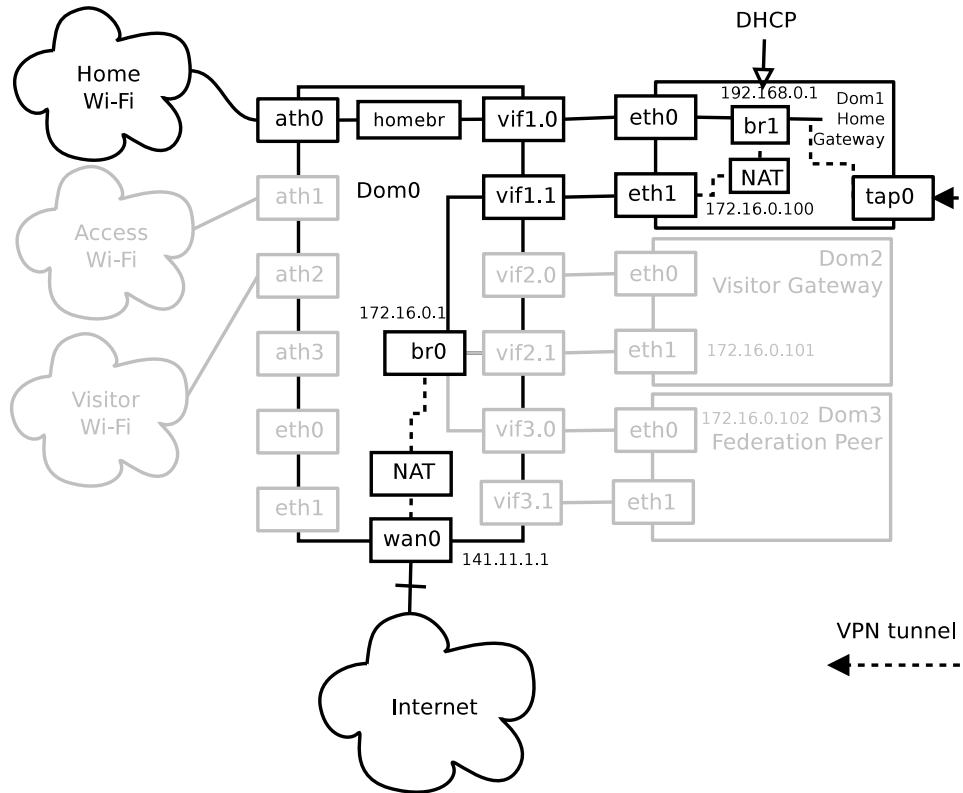 DHCP
Home
Wi-Fi
192.168.0.1
Dom1
Home
Gateway
ath0
homebr
vif1.0
eth0
br1
NAT
ath1
Dom0
vif1.1
eth1
172.16.0.100
tap0
Access
Wi-Fi
ath2
vif2.0
eth0
Dom2
Visitor Gateway
172.16.0.1
ath3
br0
vif2.1
eth1
172.16.0.101
Visitor
Wi-Fi
eth0
vif3.0
eth0
172.16.0.102
Dom3
Federation Peer
NAT
eth1
vif3.1
eth1
wan0
141.11.1.1
VPN tunnel
Internet